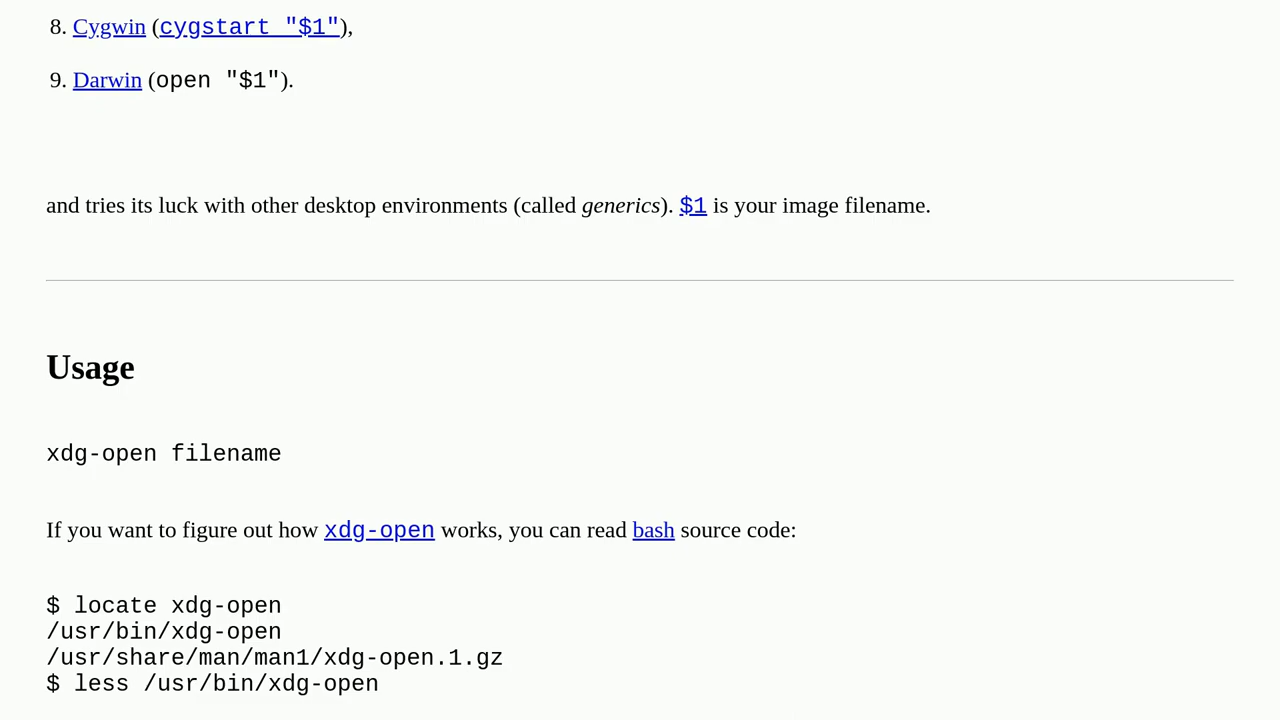 8. Cygwin (cygstart "$1"),
9. Darwin (open "$1").
and tries its luck with other desktop environments (called generics). $1 is your image filename.
Usage
xdg-open filename
If you want to figure out how xdg-open works, you can read bash source code:
$ locate xdg-open
/usr/bin/xdg-open
/usr/share/man/man1/xdg-open.1.gz
$ less /usr/bin/xdg-open